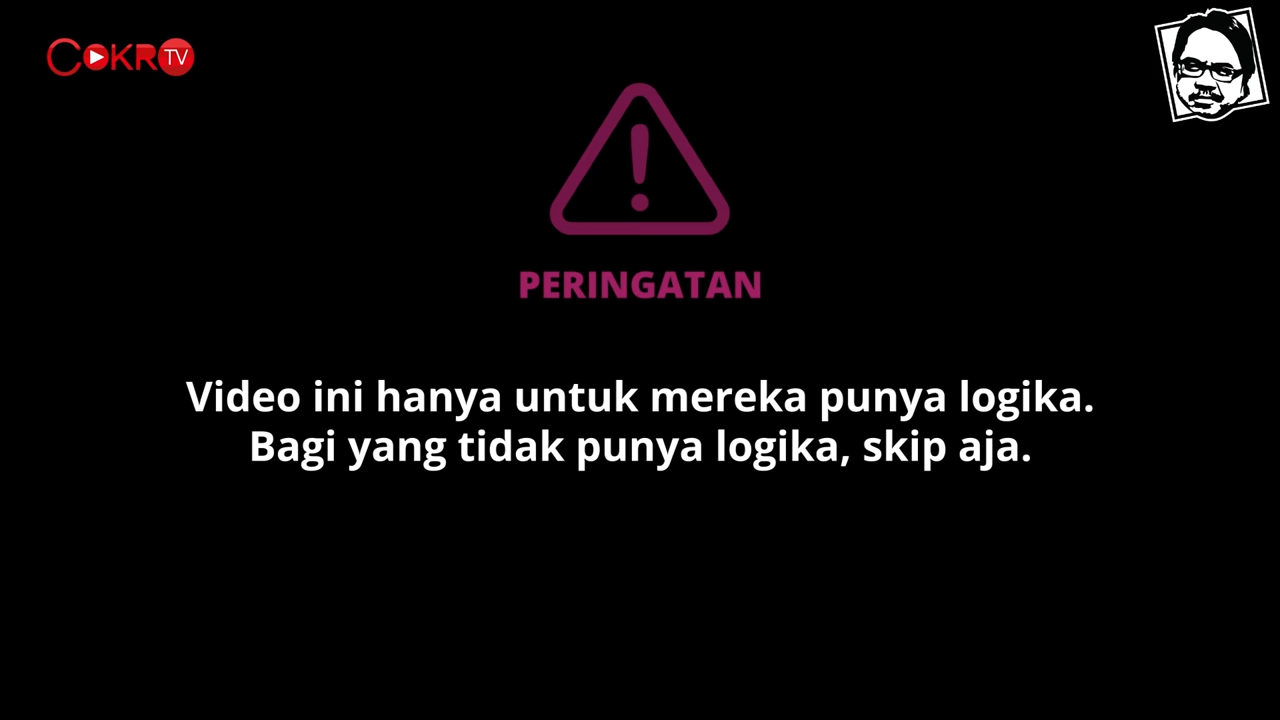 COKRO TV
PERINGATAN
Video ini hanya untuk mereka punya logika.
Bagi yang tidak punya logika, skip aja.